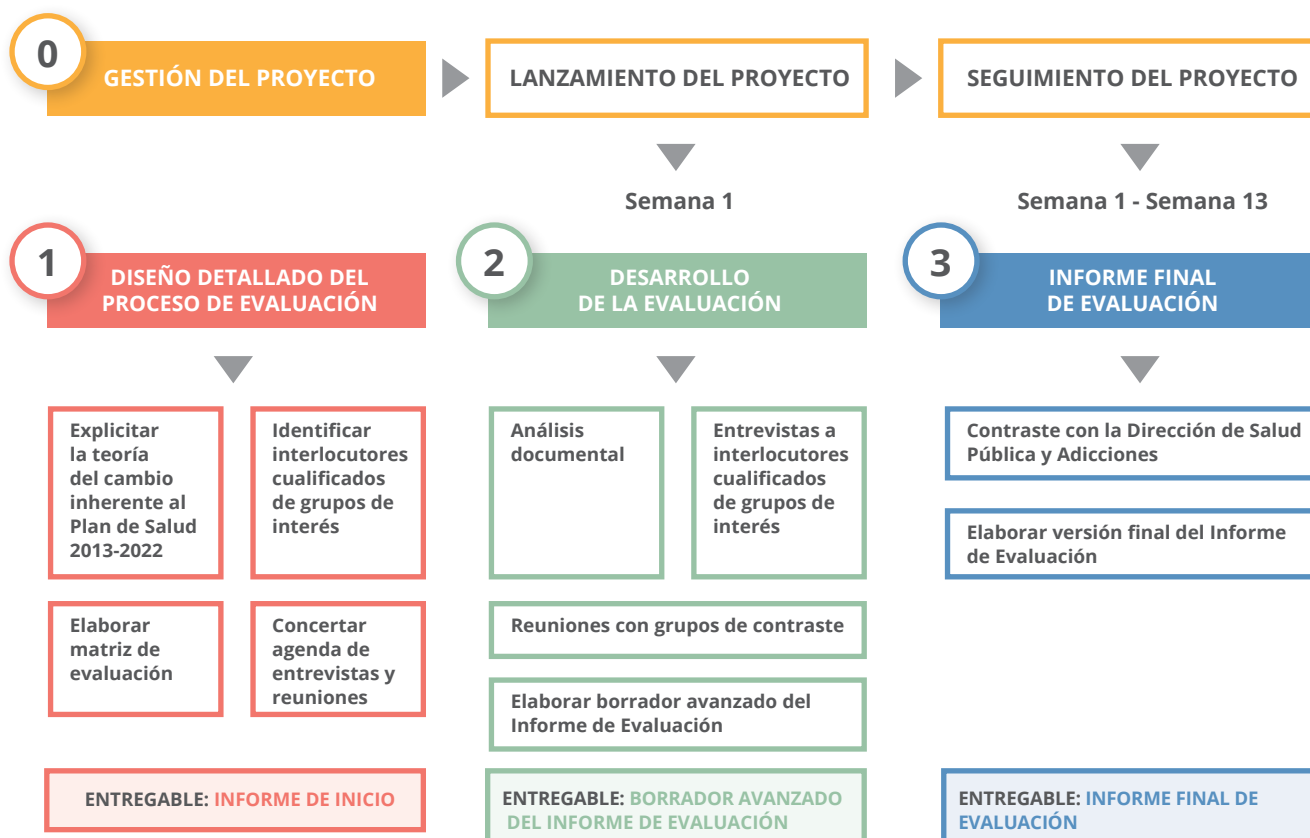 0
GESTIÓN DEL PROYECTO
LANZAMIENTO DEL PROYECTO
SEGUIMIENTO DEL PROYECTO
Semana 1
Semana 1 - Semana 13
1
DISEÑO DETALLADO DEL
PROCESO DE EVALUACIÓN
2
DESARROLLO
DE LA EVALUACIÓN
3
INFORME FINAL
DE EVALUACIÓN
Explicitar
la teoría
del cambio
inherente al
Plan de Salud
2013-2022
Identificar
interlocutores
cualificados
de grupos de
interés
Elaborar
matriz de
evaluación
Concertar
agenda de
entrevistas y
reuniones
Análisis
documental
Entrevistas a
interlocutores
cualificados
de grupos de
interés
Reuniones con grupos de contraste
Elaborar borrador avanzado del
Informe de Evaluación
Contraste con la Dirección de Salud
Pública y Adicciones
Elaborar versión final del Informe
de Evaluación
ENTREGABLE: INFORME DE INICIO
ENTREGABLE: BORRADOR AVANZADO
DEL INFORME DE EVALUACIÓN
ENTREGABLE: INFORME FINAL DE
EVALUACIÓN